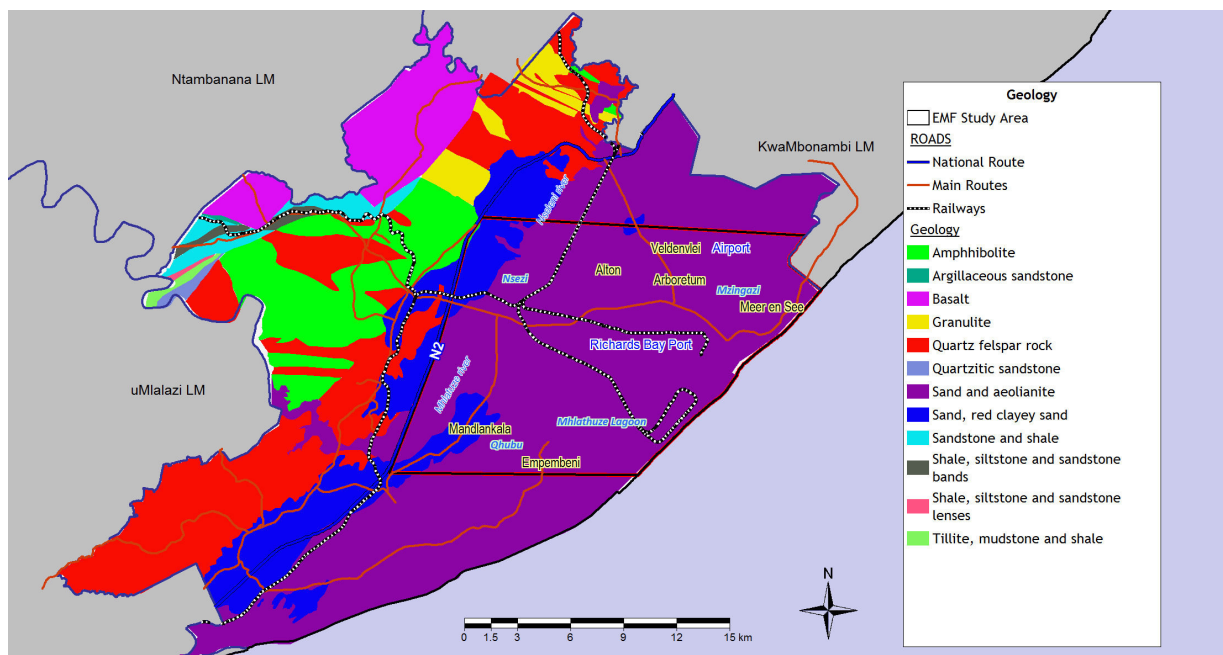 Ntambanana LM
KwaMbonambi LM
uMlalazi LM
Nseleni river
Veldenvlei
Airport
Nsezi
Alton
Arboretum
Mzingazi
Meer en See
Richards Bay Port
N2
Mhlatuze river
Mandlankala
Mhlathuze Lagoon
Qhubu
Empembeni
N
0 1.5 3 6 9 12 15 km
Geology
EMF Study Area
ROADS
National Route
Main Routes
Railways
Geology
Amphhibolite
Argillaceous sandstone
Basalt
Granulite
Quartz felspar rock
Quartzitic sandstone
Sand and aeolianite
Sand, red clayey sand
Sandstone and shale
Shale, siltstone and sandstone
bands
Shale, siltstone and sandstone
lenses
Tillite, mudstone and shale